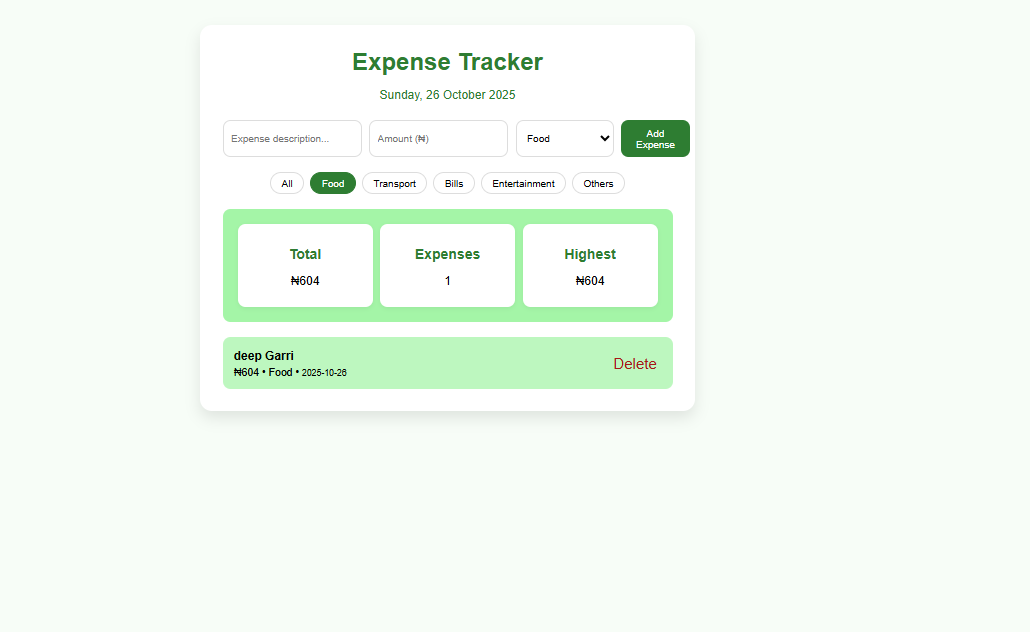 Expense Tracker
Sunday, 26 October 2025
Expense description... Amount (₦) Food Add Expense
All Food Transport Bills Entertainment Others
Total Expenses Highest
₦604 1 ₦604
deep Garri
₦604 • Food • 2025-10-26
Delete